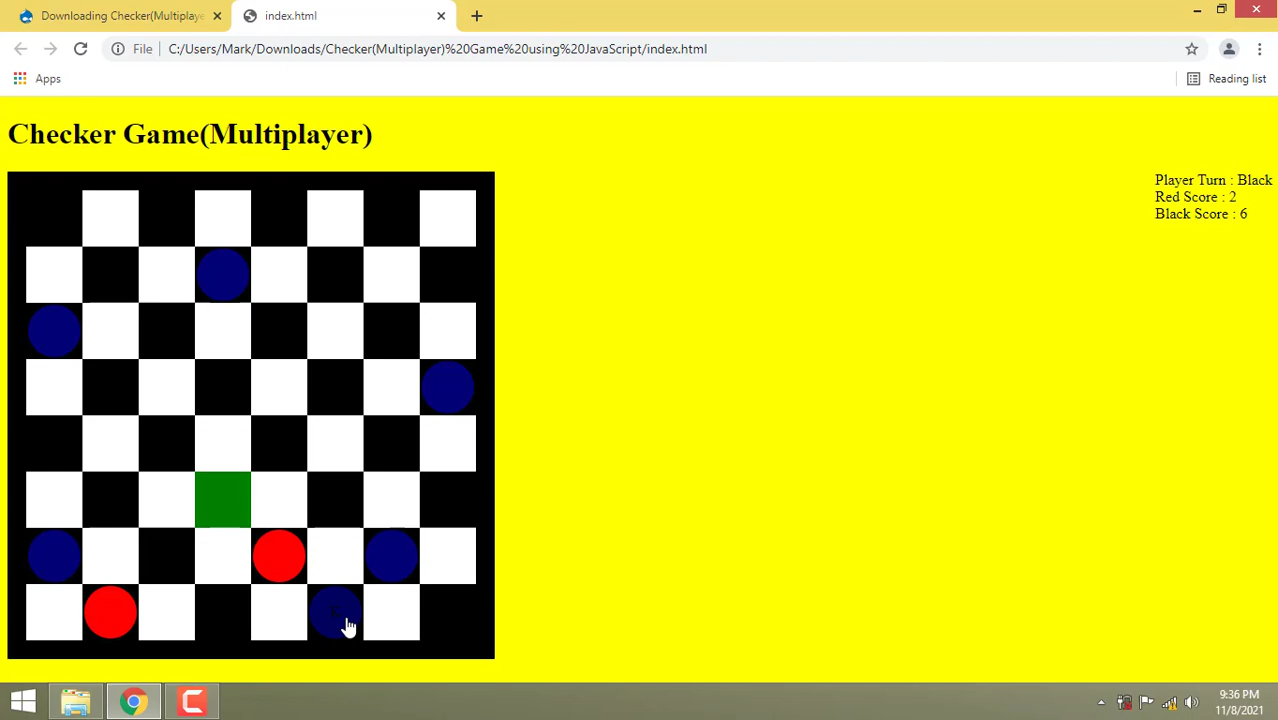 Downloading Checker(Multiplaye
index.html
File
C:/Users/Mark/Downloads/Checker(Multiplayer)%20Game%20using%20JavaScript/index.html
Apps
Reading list
Checker Game(Multiplayer)
Player Turn : Black
Red Score : 2
Black Score : 6
9:36 PM
11/8/2021